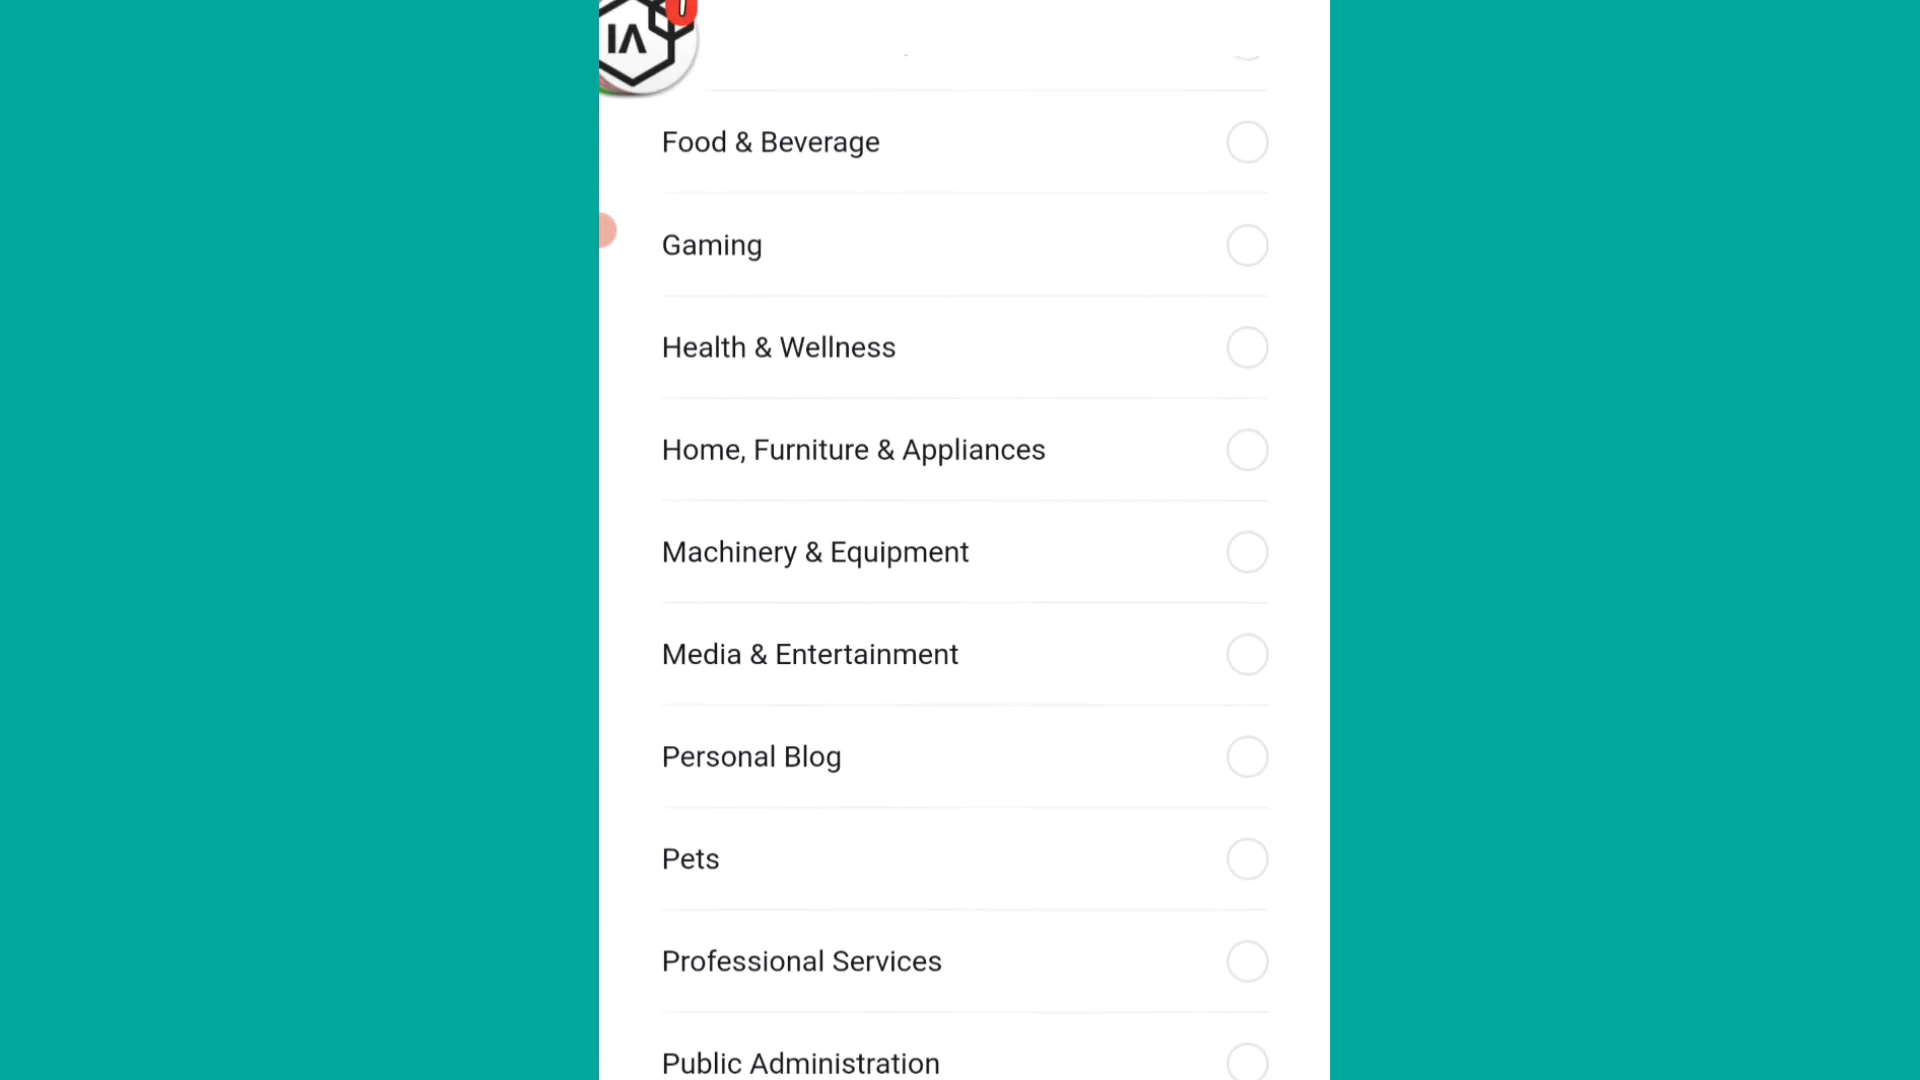 IA
Food & Beverage
Gaming
Health & Wellness
Home, Furniture & Appliances
Machinery & Equipment
Media & Entertainment
Personal Blog
Pets
Professional Services
Public Administration